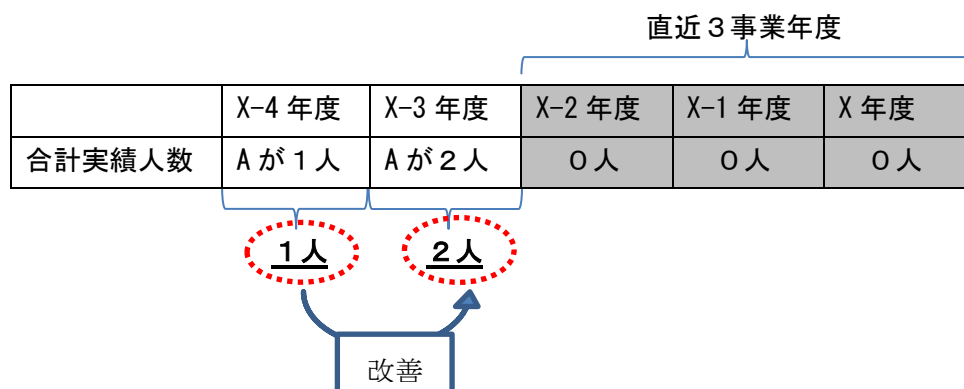 直近３事業年度
X-4 年度 X-3 年度 X-2 年度 X-1 年度 X 年度
合計実績人数 A が 1 人 A が 2 人 0 人 0 人 0 人
１人 ２人
改善